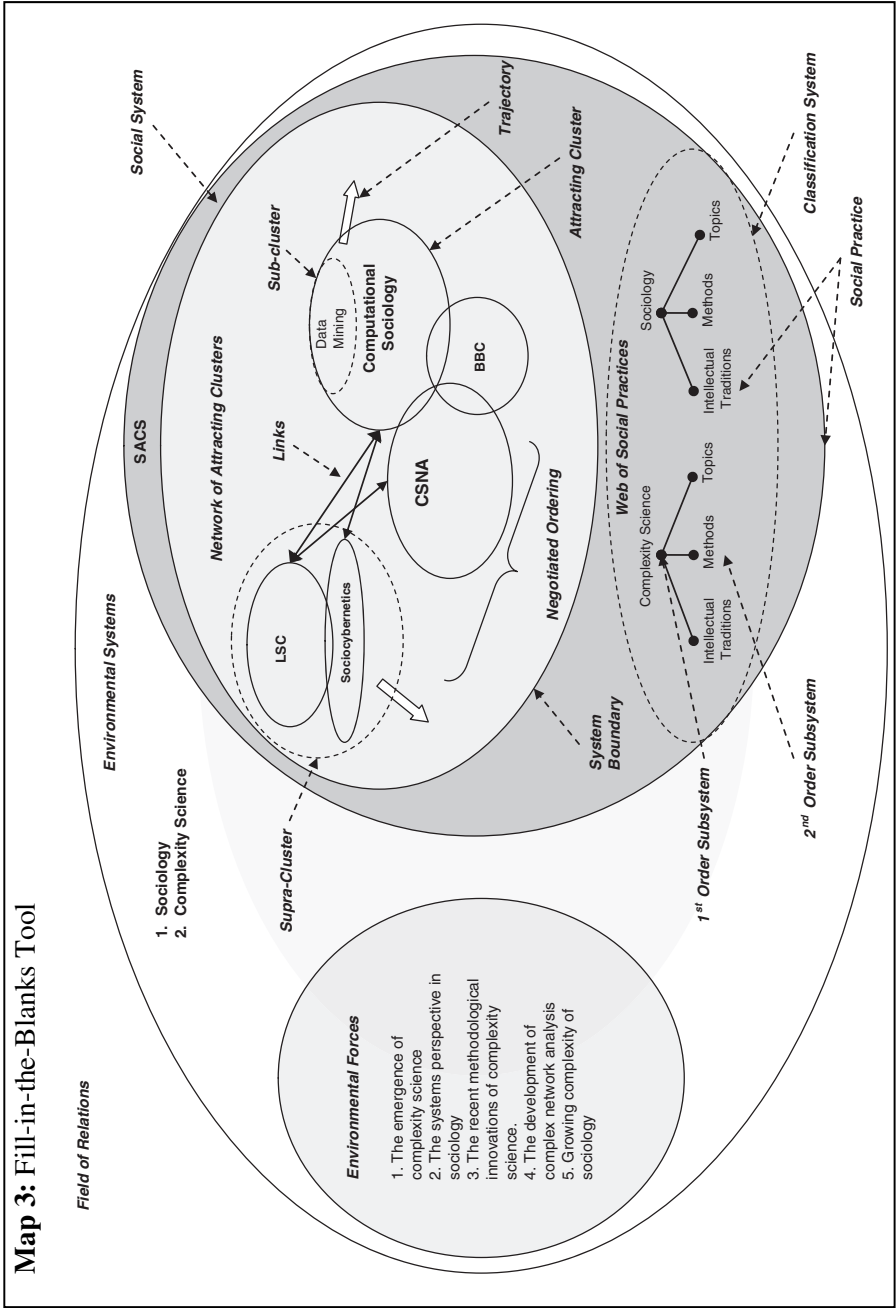 Map 3: Fill-in-the-Blanks Tool
Field of Relations
Environmental Systems
1. Sociology
2. Complexity Science
Social System
SACS
Network of Attracting Clusters
Sub-cluster
Trajectory
Links
Data
Mining
Computational
Sociology
Attracting Cluster
LSC
Sociocybernetics
CSNA
BBC
Supra-Cluster
Negotiated Ordering
System
Boundary
Environmental Forces
1. The emergence of
complexity science
2. The systems perspective in
sociology
3. The recent methodological
innovations of complexity
science.
4. The development of
complex network analysis
5. Growing complexity of
sociology
Web of Social Practices
Complexity Science
Intellectual
Traditions
Methods
Topics
Sociology
Intellectual
Traditions
Methods
Topics
Classification System
Social Practice
1st Order Subsystem
2nd Order Subsystem